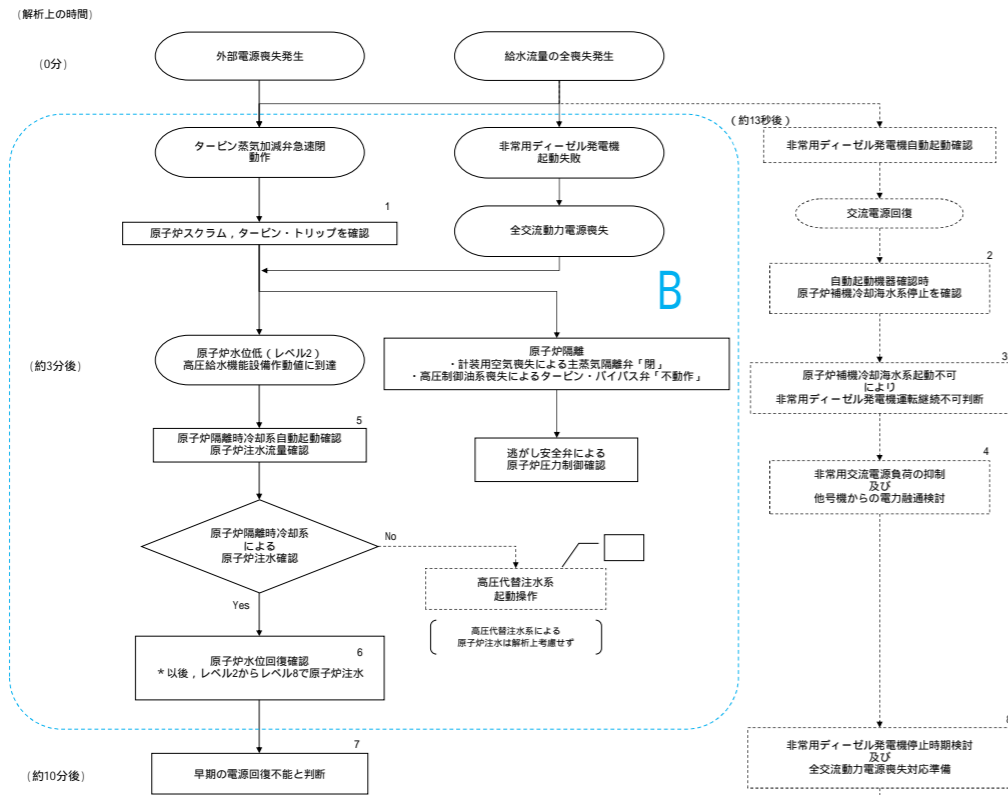 (解析上の時間)
(0分)
外部電源喪失発生
給水流量の全喪失発生
(約13秒後)
タービン蒸気加減弁急速閉
動作
非常用ディーゼル発電機
起動失敗
非常用ディーゼル発電機自動起動確認
交流電源回復
1
原子炉スクラム,タービン・トリップを確認
全交流動力電源喪失
2
自動起動機器確認時
原子炉補機冷却海水系停止を確認
B
(約3分後)
原子炉水位低(レベル2)
高圧給水機能設備作動値に到達
原子炉隔離
・計装用空気喪失による主蒸気隔離弁「閉」
・高圧制御油系喪失によるタービン・バイパス弁「不動作」
3
原子炉補機冷却海水系起動不可
により
非常用ディーゼル発電機運転継続不可判断
5
原子炉隔離時冷却系自動起動確認
原子炉注水流量確認
逃がし安全弁による
原子炉圧力制御確認
4
非常用交流電源負荷の抑制
及び
他号機からの電力融通検討
原子炉隔離時冷却系
による
原子炉注水確認
No
Yes
高圧代替注水系
起動操作
高圧代替注水系による
原子炉注水は解析上考慮せず
6
原子炉水位回復確認
*以後,レベル2からレベル8で原子炉注水
7
(約10分後)
早期の電源回復不能と判断
8
非常用ディーゼル発電機停止時期検討
及び
全交流動力電源喪失対応準備